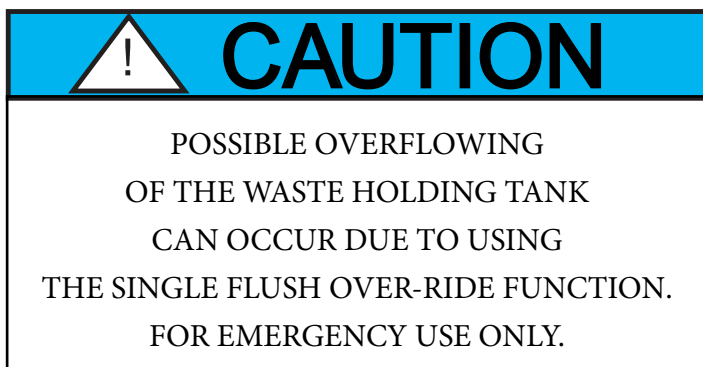 ! CAUTION
POSSIBLE OVERFLOWING
OF THE WASTE HOLDING TANK
CAN OCCUR DUE TO USING
THE SINGLE FLUSH OVER-RIDE FUNCTION.
FOR EMERGENCY USE ONLY.